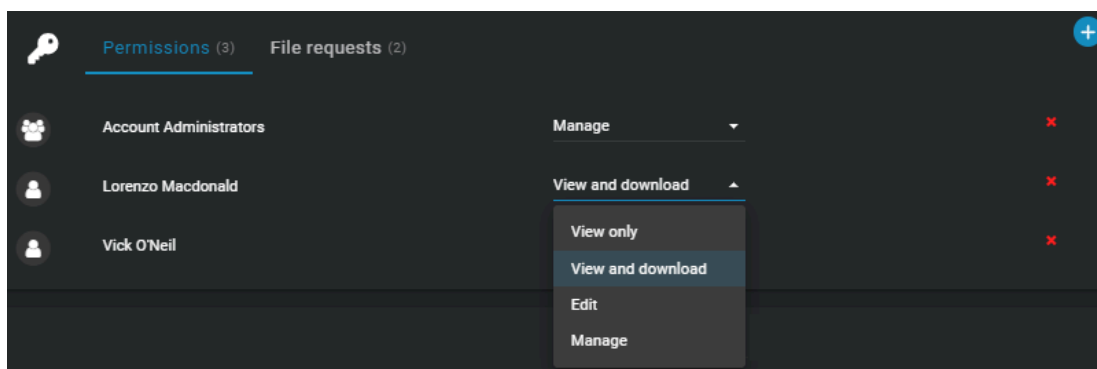 Permissions (3) File requests (2)
Account Administrators Manage
Lorenzo Macdonald View and download
View only
Vick O'Neil
View and download
Edit
Manage